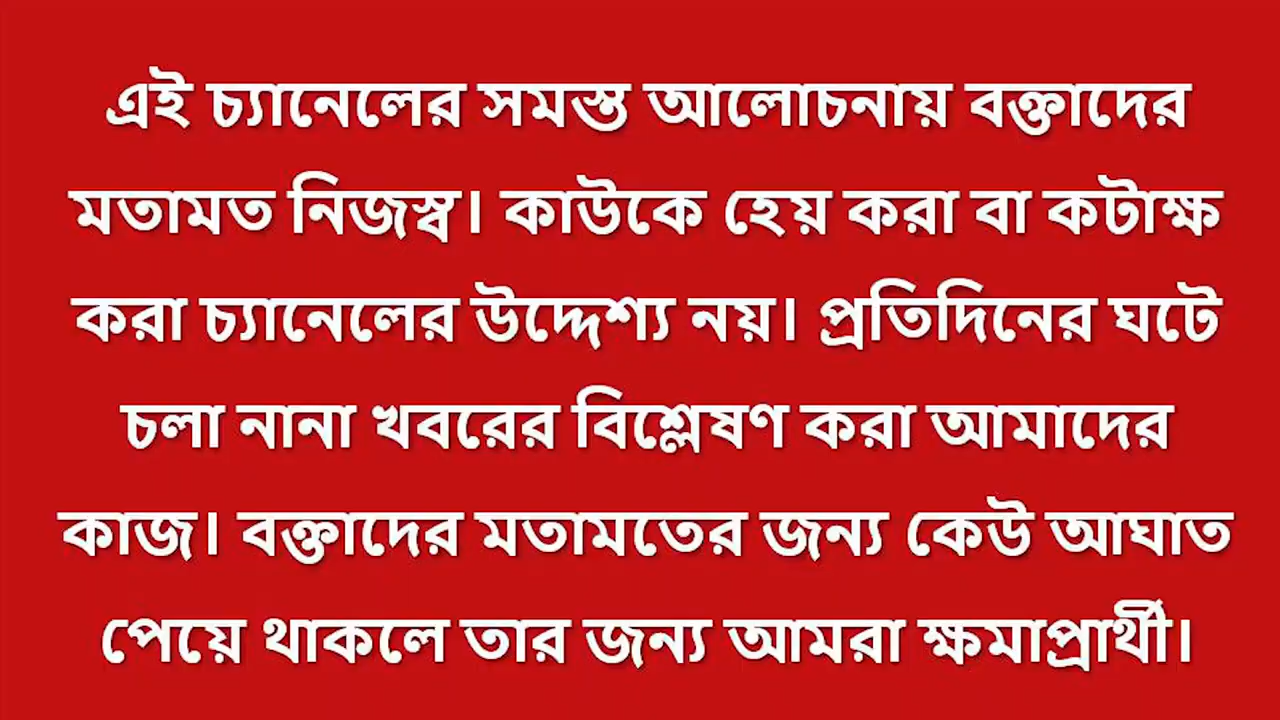 এই চ্যানেলের সমস্ত আলোচনায় বক্তাদের
মতামত নিজস্ব। কাউকে হেয় করা বা কটাক্ষ
করা চ্যানেলের উদ্দেশ্য নয়। প্রতিদিনের ঘটে
চলা নানা খবরের বিশ্লেষণ করা আমাদের
কাজ। বক্তাদের মতামতের জন্য কেউ আঘাত
পেয়ে থাকলে তার জন্য আমরা ক্ষমাপ্রার্থী।